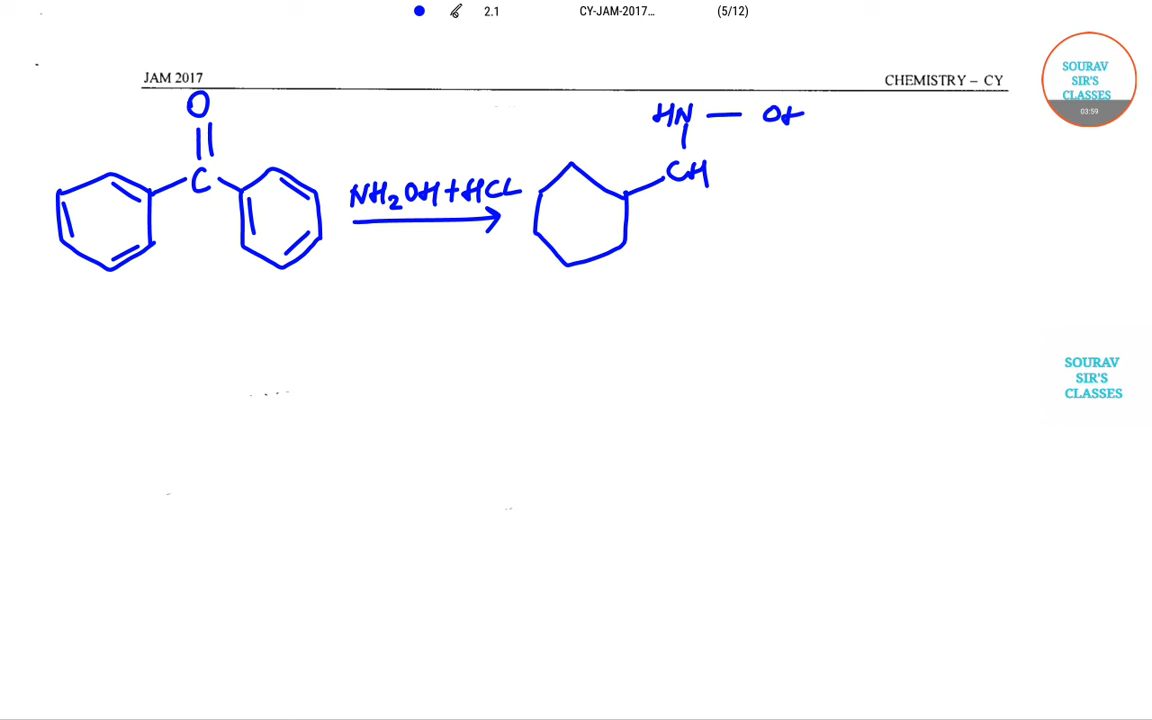 2.1 CY-JAM-2017... (5/12)
JAM 2017 CHEMISTRY – CY
SOURAV
SIR'S
CLASSES
03:59
O
C
NH2OH+HCL
HN — OH
CH
SOURAV
SIR'S
CLASSES